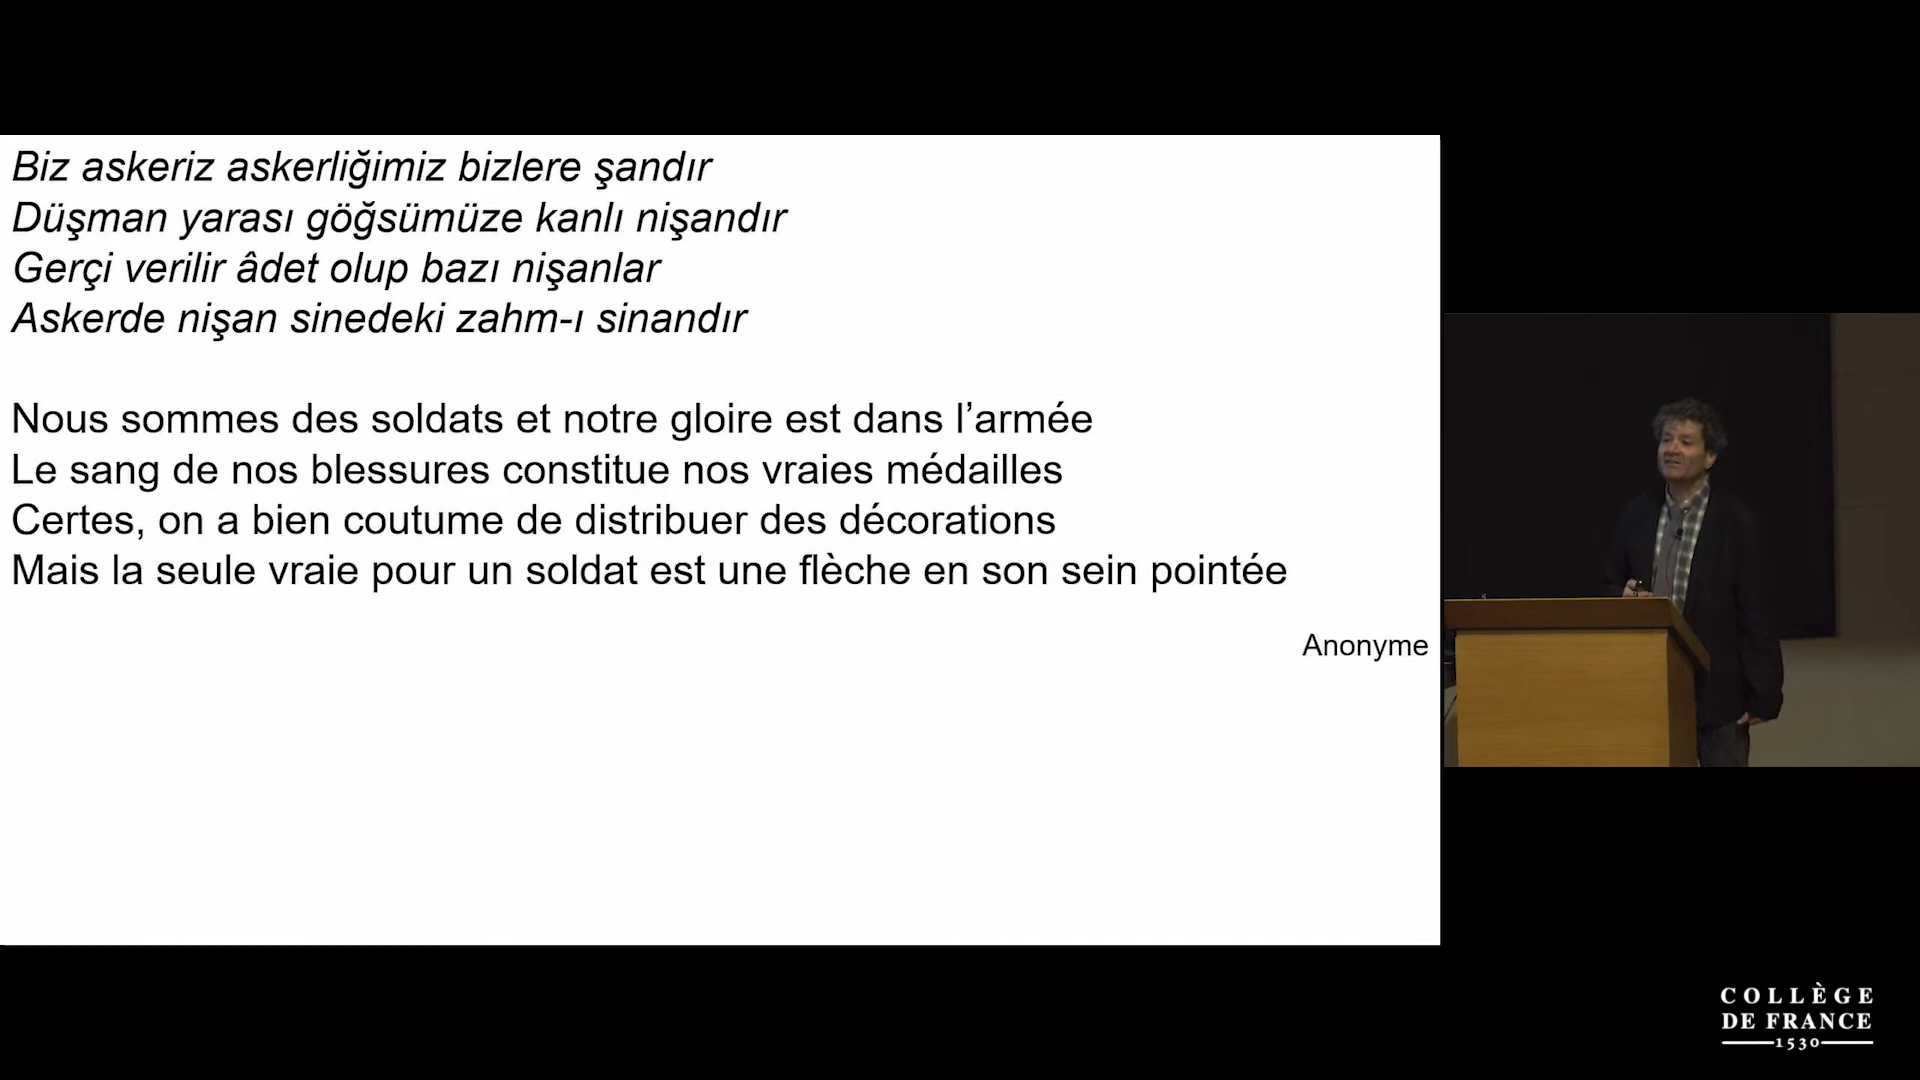 Biz askeriz askerliğimiz bizlere şandır
Düşman yarası göğsümüze kanlı nişandır
Gerçi verilir âdet olup bazı nişanlar
Askerde nişan sinedeki zahm-ı sinandır
Nous sommes des soldats et notre gloire est dans l’armée
Le sang de nos blessures constitue nos vraies médailles
Certes, on a bien coutume de distribuer des décorations
Mais la seule vraie pour un soldat est une flèche en son sein pointée
Anonyme
COLLÈGE
DE FRANCE
1530